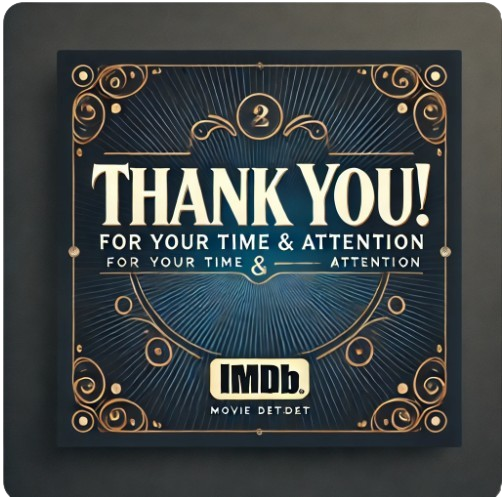 2
THANK YOU!
FOR YOUR TIME & ATTENTION
FOR YOUR TIME & ATTENTION
IMDb
MOVIE DETDET